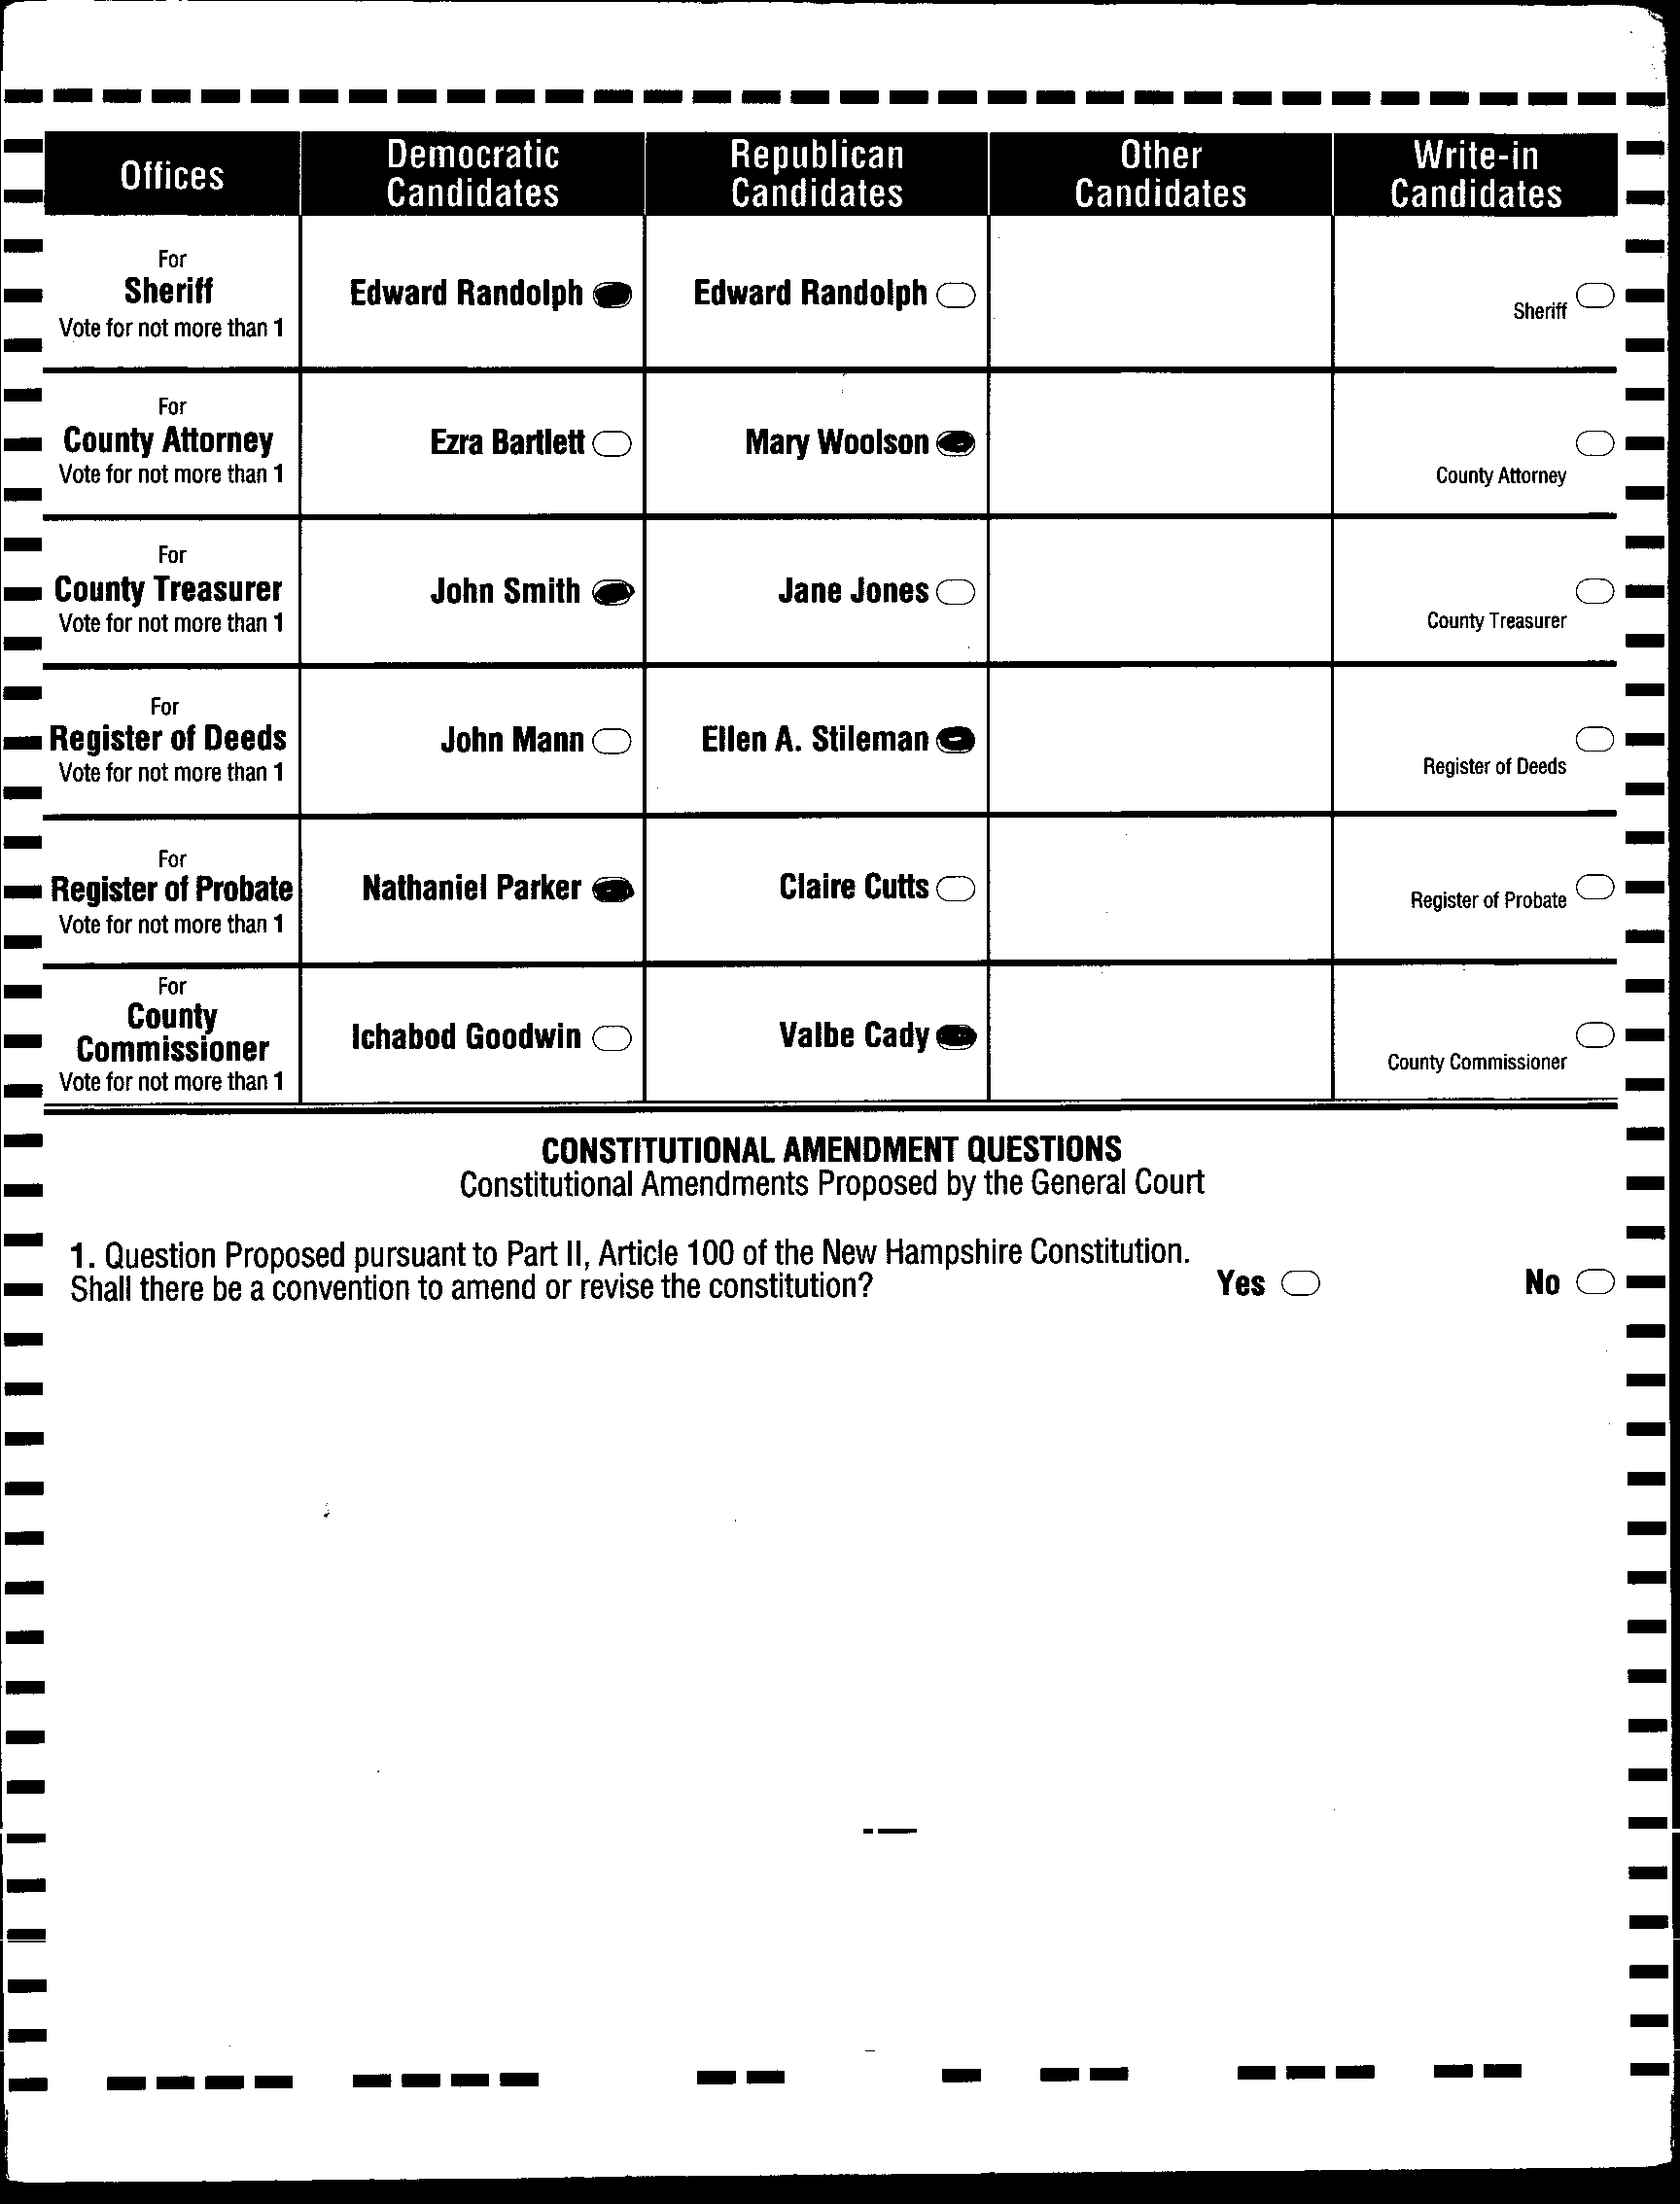 Offices
Democratic
Candidates
Republican
Candidates
Other
Candidates
Write-in
Candidates
For
Sheriff
Vote for not more than 1
Edward Randolph
Edward Randolph
Sheriff
For
County Attorney
Vote for not more than 1
Ezra Bartlett
Mary Woolson
County Attorney
For
County Treasurer
Vote for not more than 1
John Smith
Jane Jones
County Treasurer
For
Register of Deeds
Vote for not more than 1
John Mann
Ellen A. Stileman
Register of Deeds
For
Register of Probate
Vote for not more than 1
Nathaniel Parker
Claire Cutts
Register of Probate
For
County
Commissioner
Vote for not more than 1
Ichabod Goodwin
Valbe Cady
County Commissioner
CONSTITUTIONAL AMENDMENT QUESTIONS
Constitutional Amendments Proposed by the General Court
1. Question Proposed pursuant to Part II, Article 100 of the New Hampshire Constitution.
Shall there be a convention to amend or revise the constitution?
Yes
No